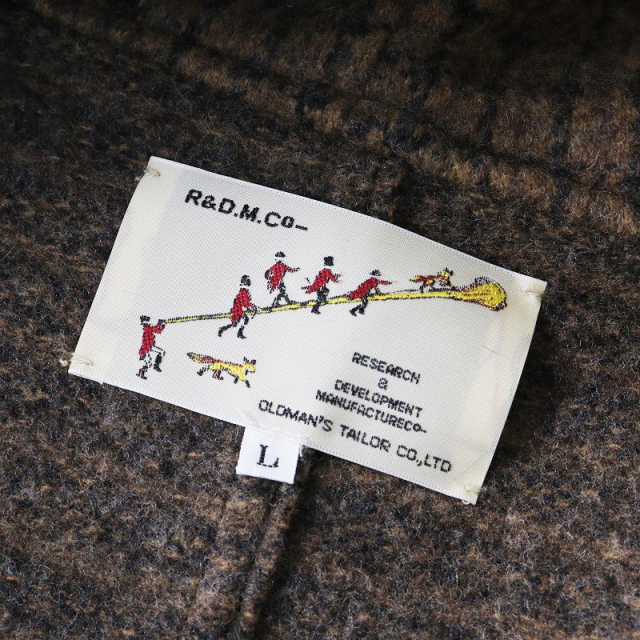 R&D.M.Co-
RESEARCH
&
DEVELOPMENT
MANUFACTURECO-
OLDMAN'S TAILOR CO.,LTD
L